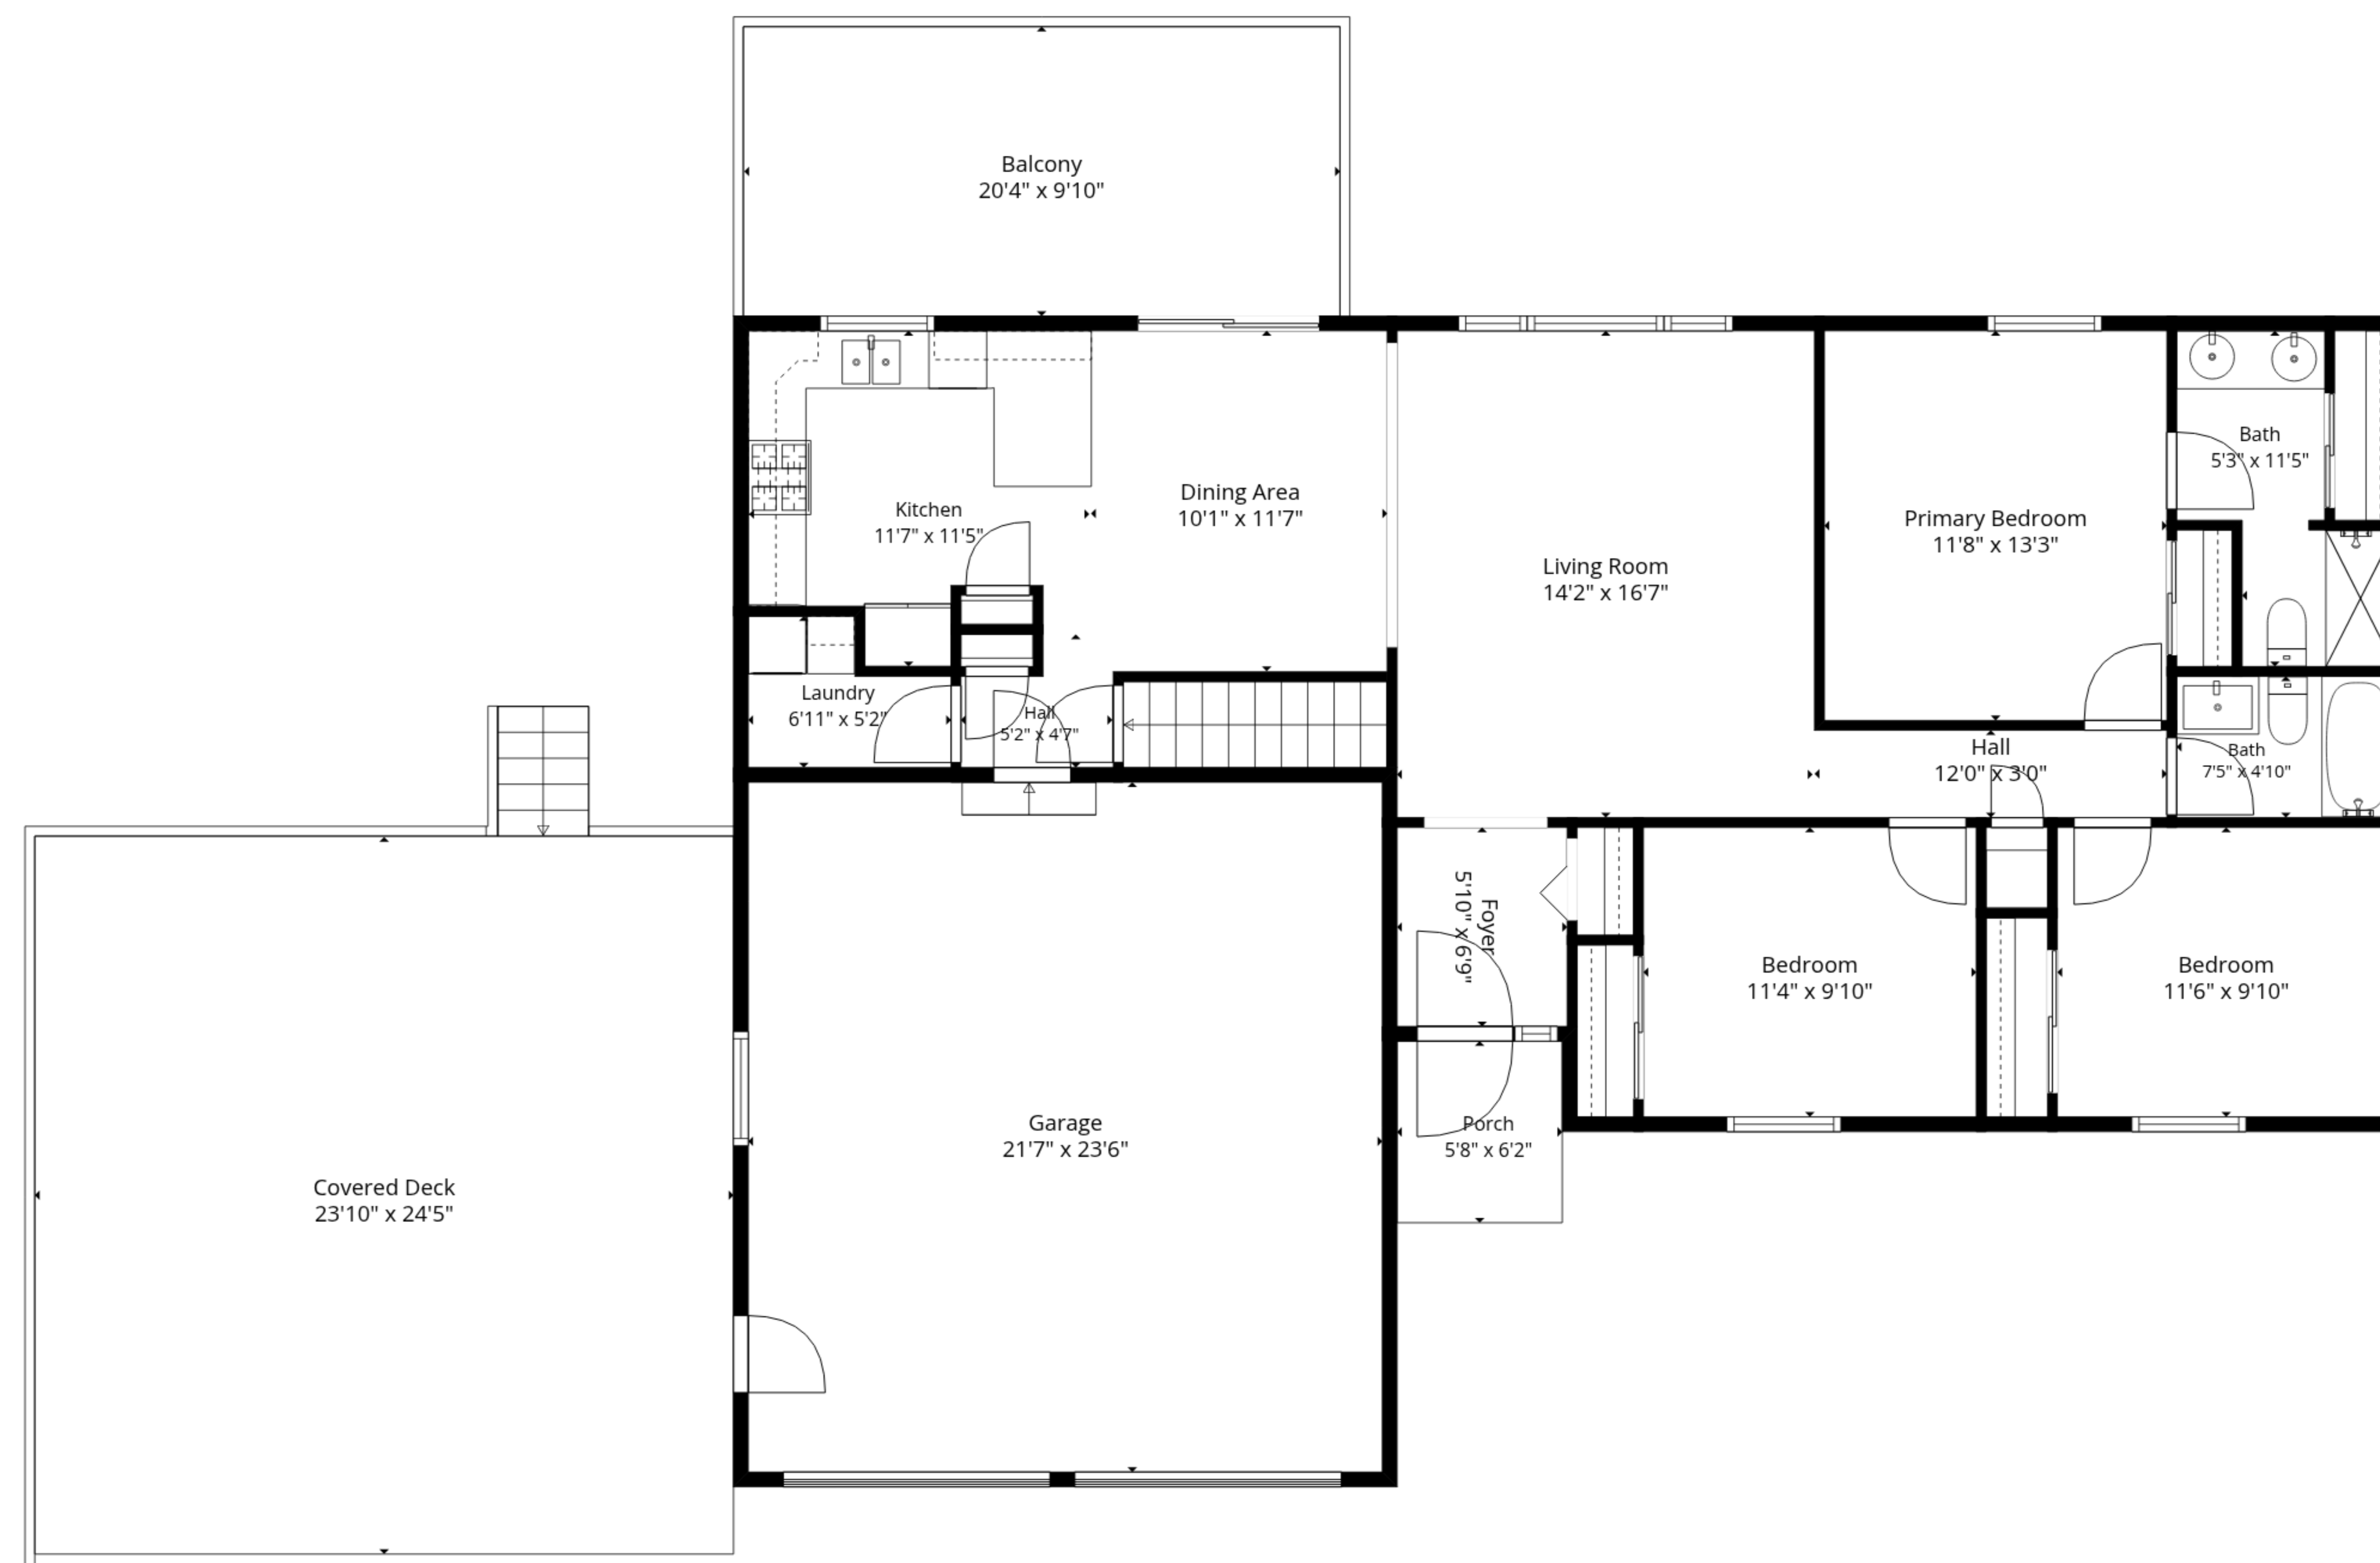 Balcony
20'4" x 9'10"
Kitchen
11'7" x 11'5"
Dining Area
10'1" x 11'7"
Living Room
14'2" x 16'7"
Primary Bedroom
11'8" x 13'3"
Bath
5'3" x 11'5"
Laundry
6'11" x 5'2"
Hall
5'2" x 4'7"
Hall
12'0" x 3'0"
Bath
7'5" x 4'10"
Foyer
5'10" x 6'9"
Bedroom
11'4" x 9'10"
Bedroom
11'6" x 9'10"
Garage
21'7" x 23'6"
Porch
5'8" x 6'2"
Covered Deck
23'10" x 24'5"